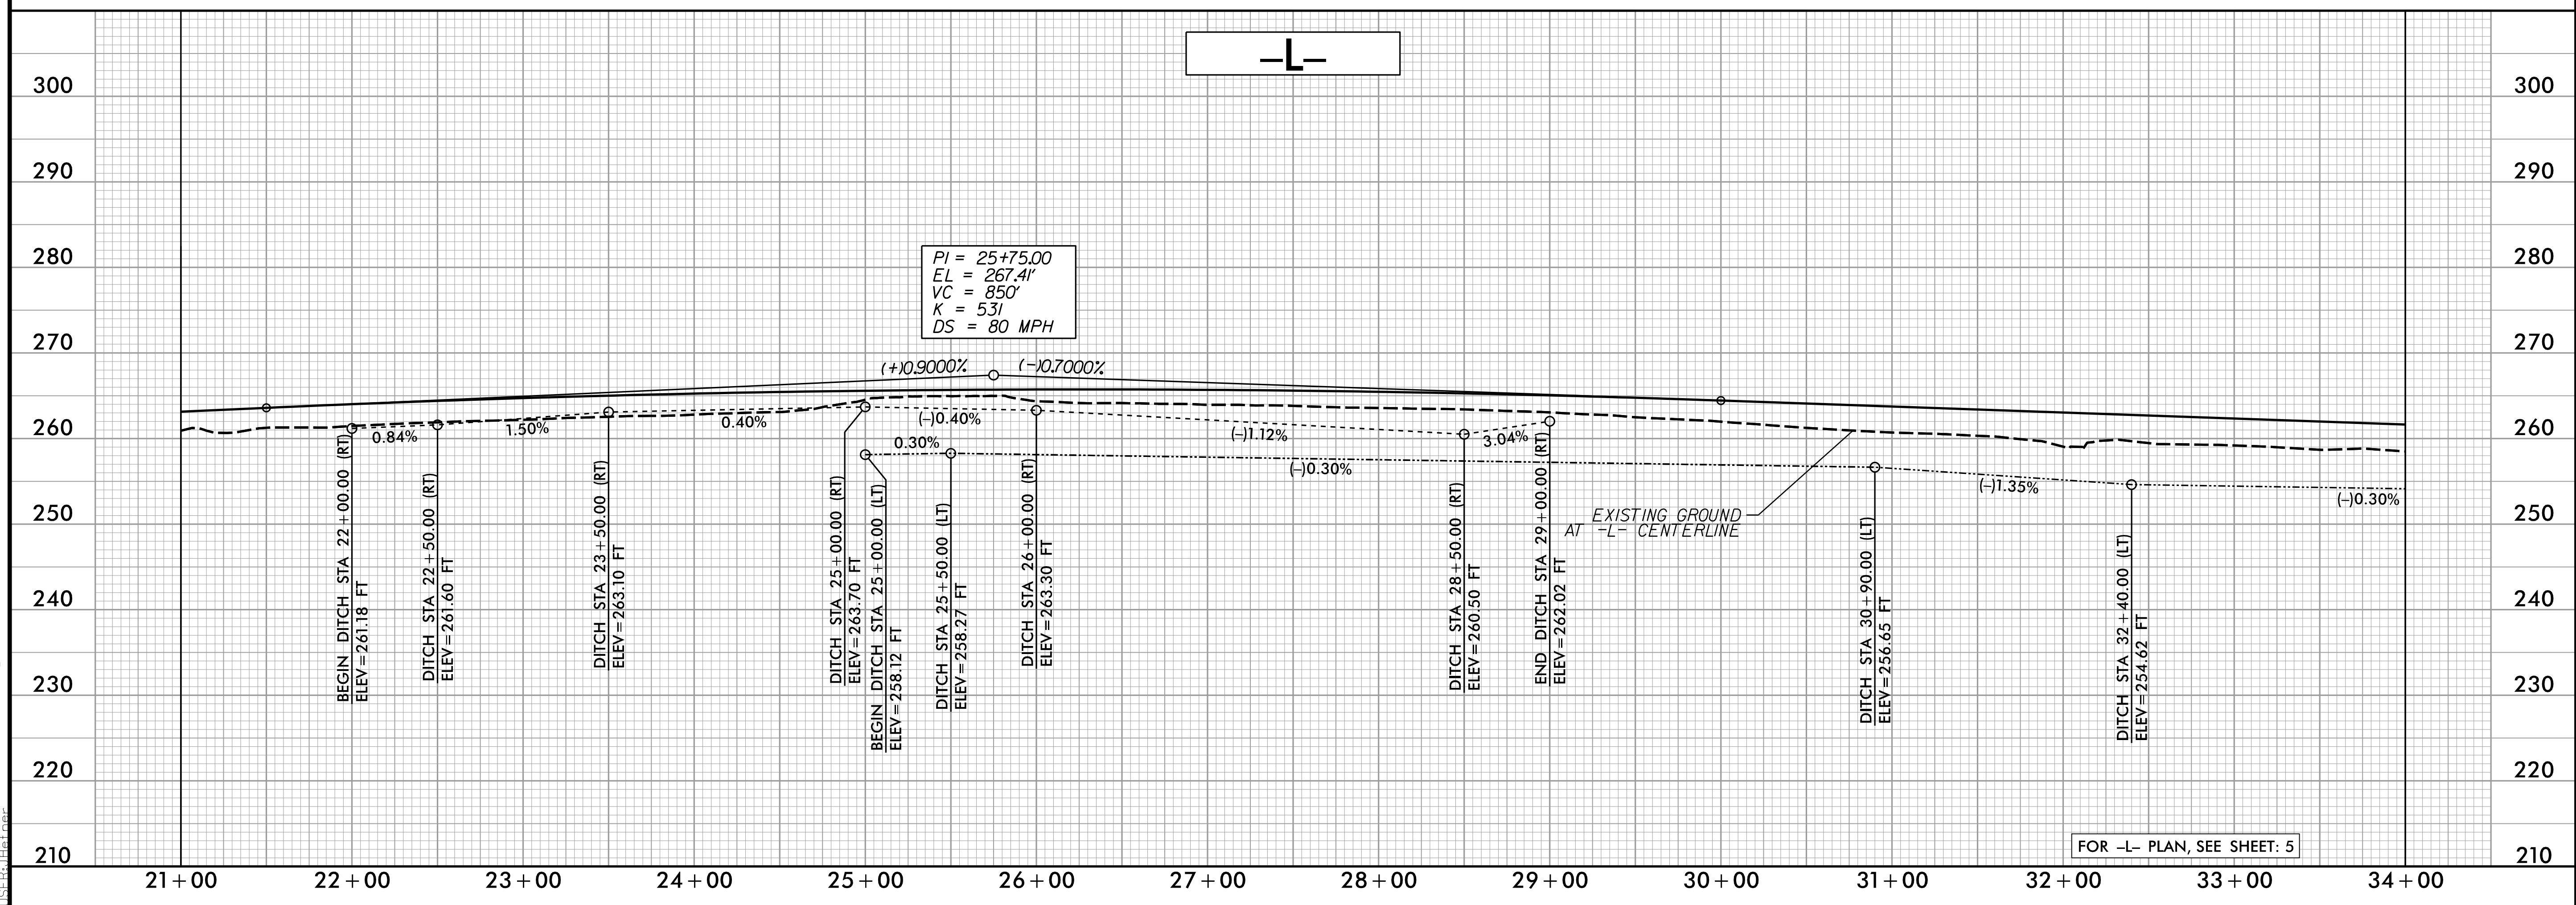 –L–
300
300
290
290
280
280
270
270
260
260
250
250
240
240
230
230
220
220
210
210
PI = 25+75.00
EL = 267.41'
VC = 850'
K = 531
DS = 80 MPH
(+)0.9000%
(–)0.7000%
0.84%
1.50%
0.40%
(–)0.40%
0.30%
(–)1.12%
3.04%
(–)0.30%
(–)1.35%
(–)0.30%
BEGIN DITCH STA 22+00.00 (RT)
ELEV=261.18 FT
DITCH STA 22+50.00 (RT)
ELEV=261.60 FT
DITCH STA 23+50.00 (RT)
ELEV=263.10 FT
DITCH STA 25+00.00 (RT)
ELEV=263.70 FT
BEGIN DITCH STA 25+00.00 (LT)
ELEV=258.12 FT
DITCH STA 25+50.00 (LT)
ELEV=258.27 FT
DITCH STA 26+00.00 (RT)
ELEV=263.30 FT
DITCH STA 28+50.00 (RT)
ELEV=260.50 FT
END DITCH STA 29+00.00 (RT)
ELEV=262.02 FT
EXISTING GROUND
AT -L- CENTERLINE
DITCH STA 30+90.00 (LT)
ELEV=256.65 FT
DITCH STA 32+40.00 (LT)
ELEV=254.62 FT
FOR –L– PLAN, SEE SHEET: 5
21+00
22+00
23+00
24+00
25+00
26+00
27+00
28+00
29+00
30+00
31+00
32+00
33+00
34+00